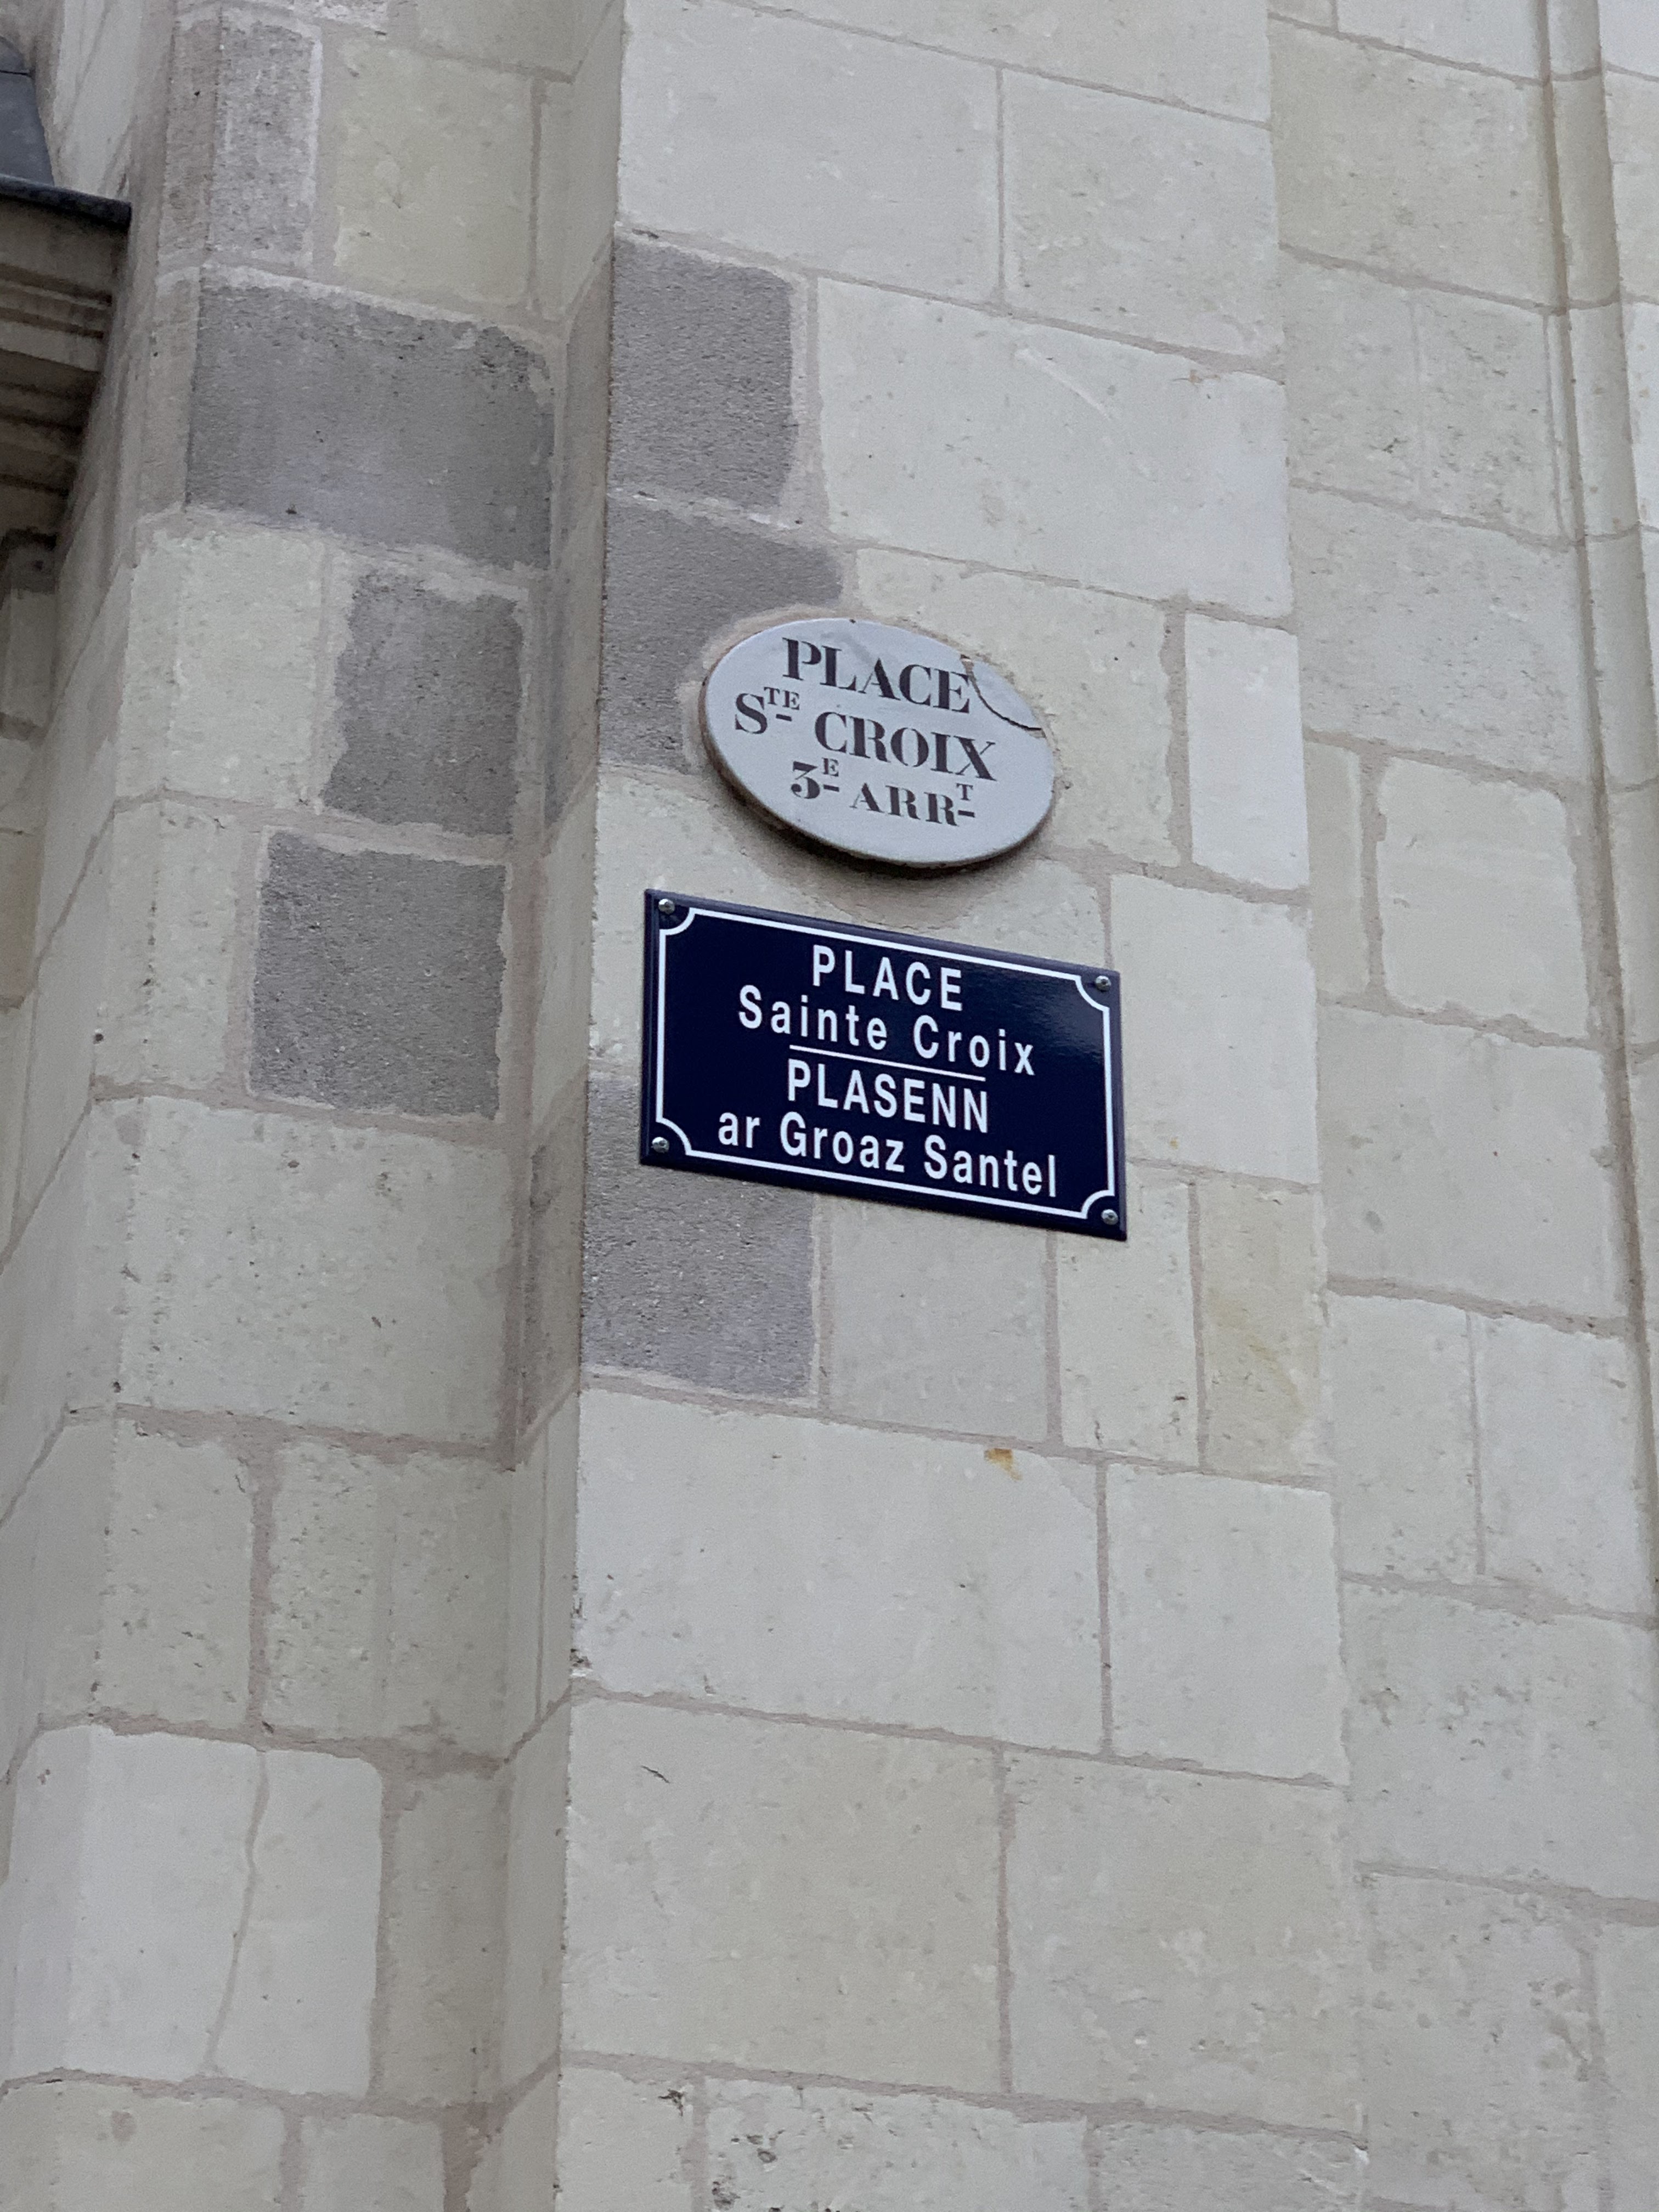 PLACE
STE CROIX
3E ARRT
PLACE
Sainte Croix
PLASENN
ar Groaz Santel